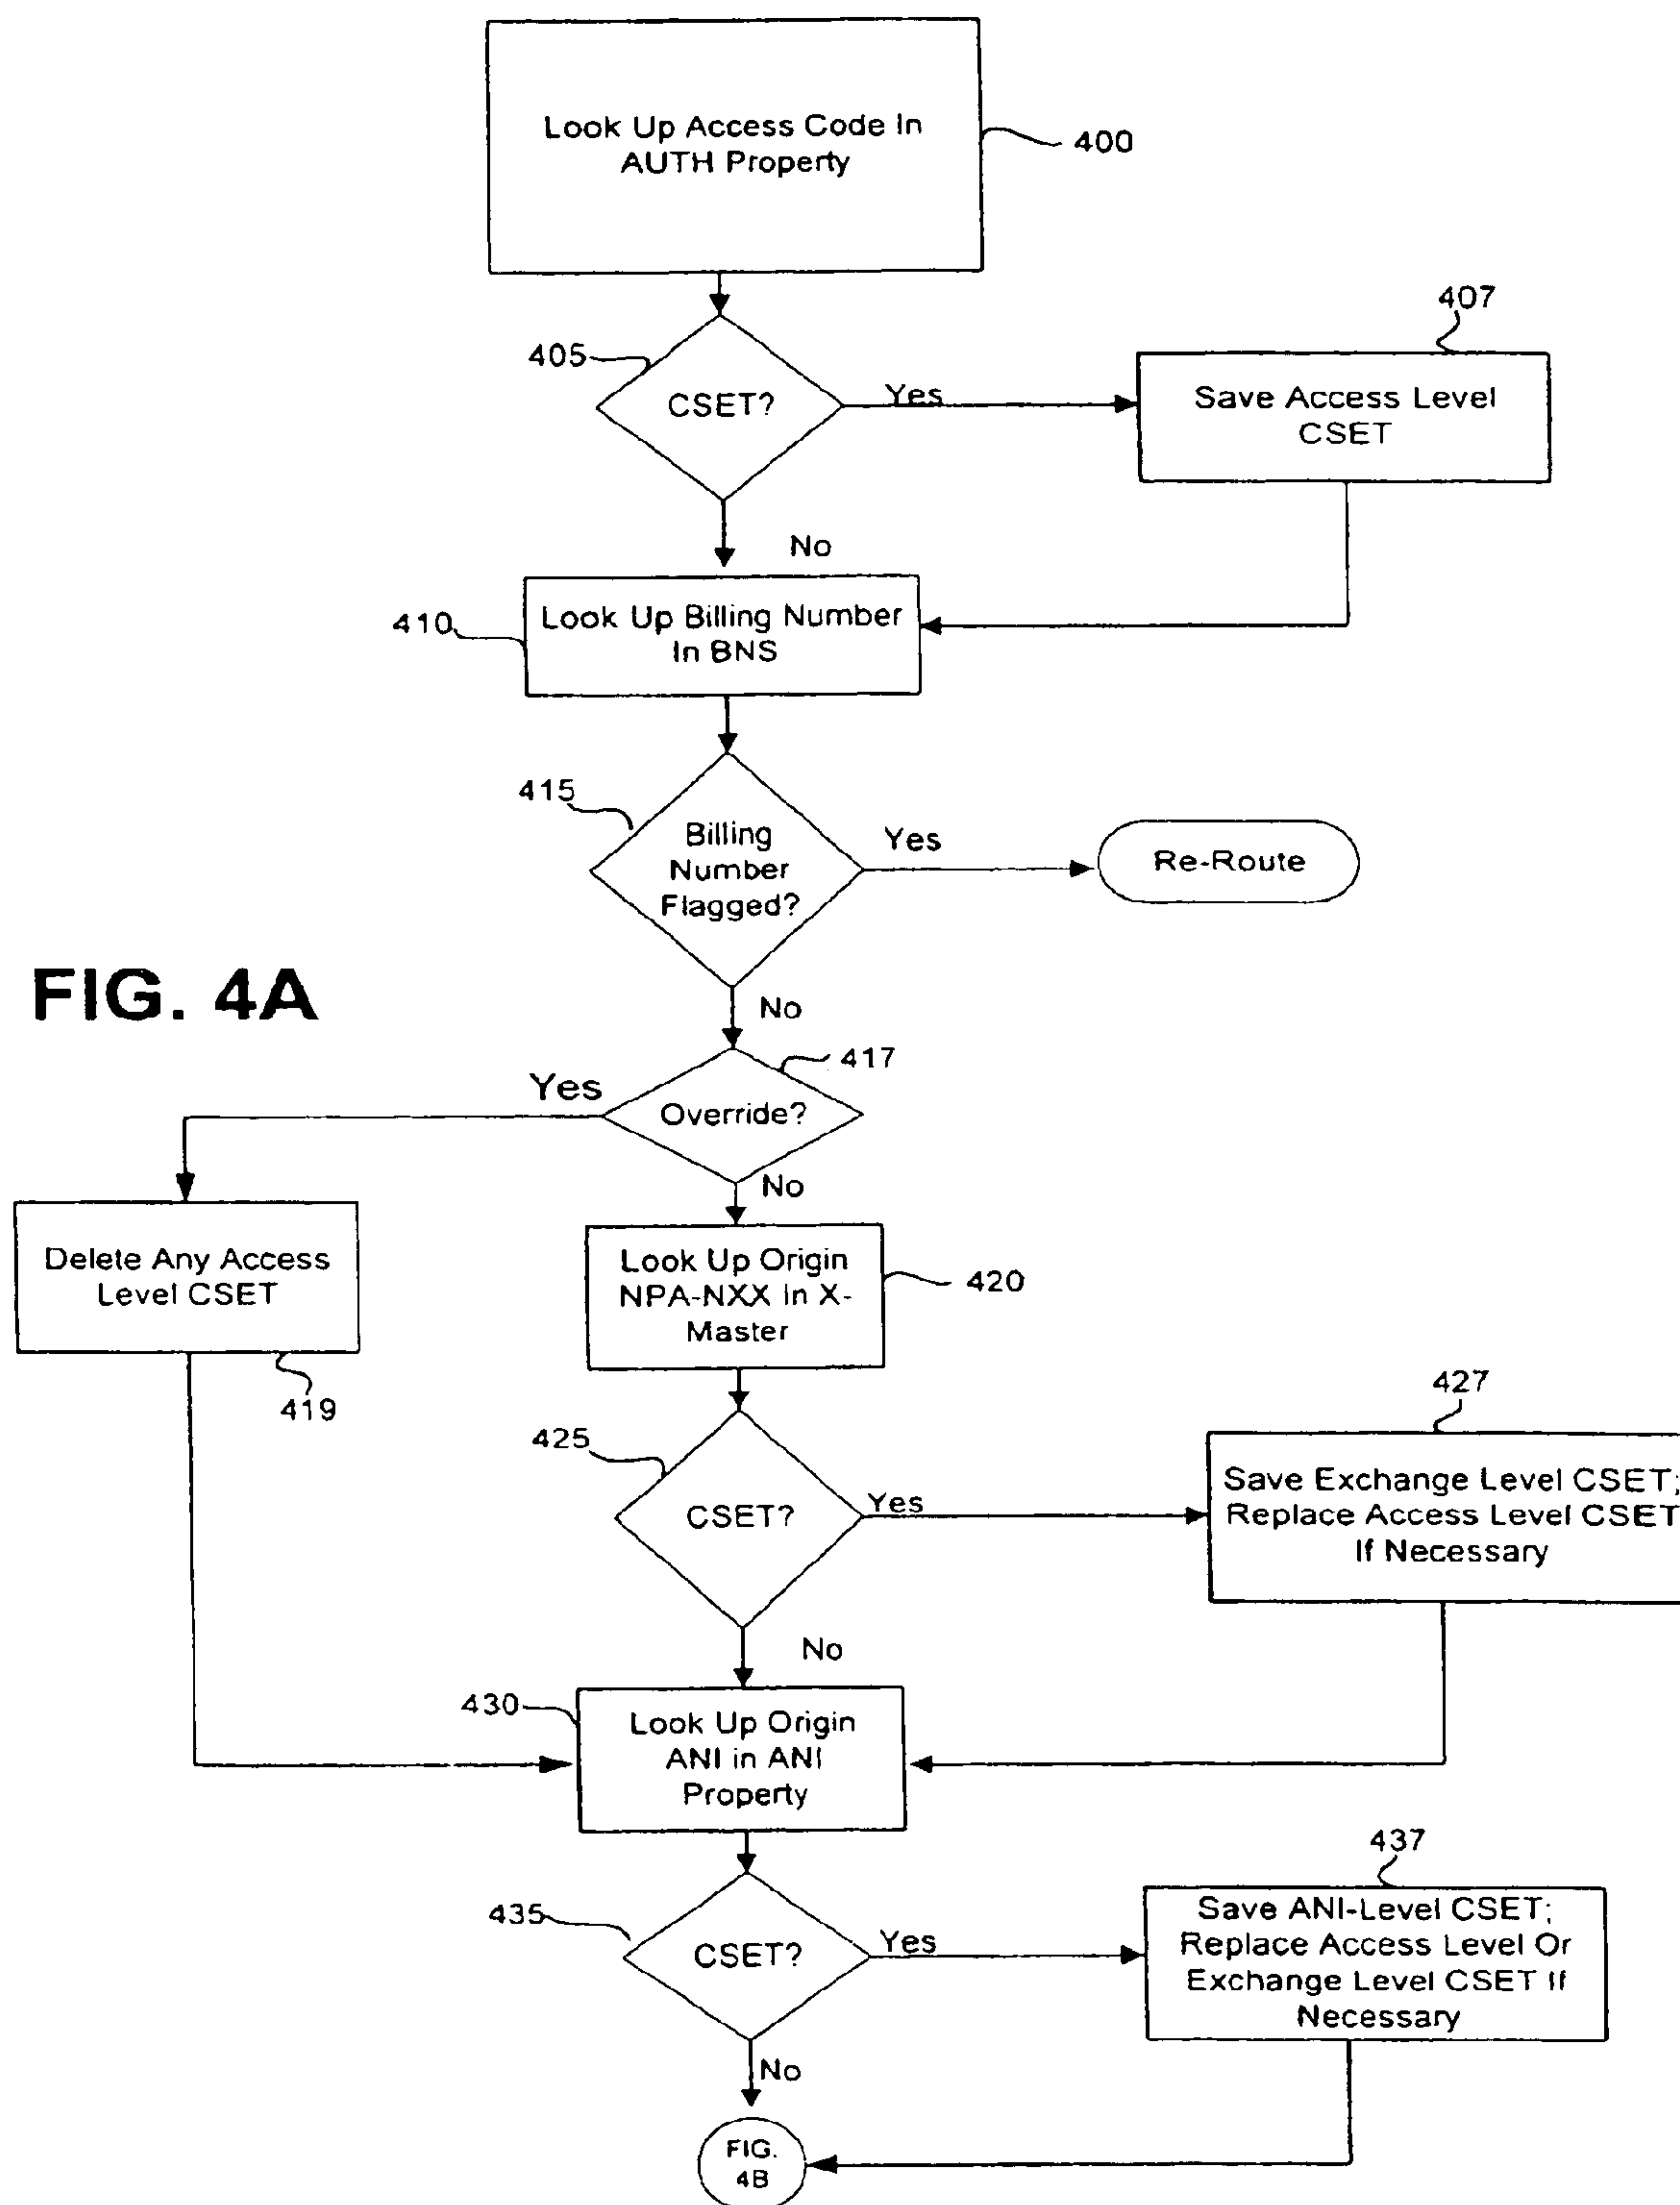 Look Up Access Code In
AUTH Property
400
407
405
CSET?
Yes
Save Access Level
CSET
No
410
Look Up Billing Number
In BNS
415
Billing
Number
Flagged?
Yes
Re-Route
FIG. 4A
No
417
Yes
Override?
No
Delete Any Access
Level CSET
419
Look Up Origin
NPA-NXX In X-
Master
420
427
425
CSET?
Yes
Save Exchange Level CSET;
Replace Access Level CSET
If Necessary
No
430
Look Up Origin
ANI in ANI
Property
437
435
CSET?
Yes
Save ANI-Level CSET;
Replace Access Level Or
Exchange Level CSET If
Necessary
No
FIG.
4B